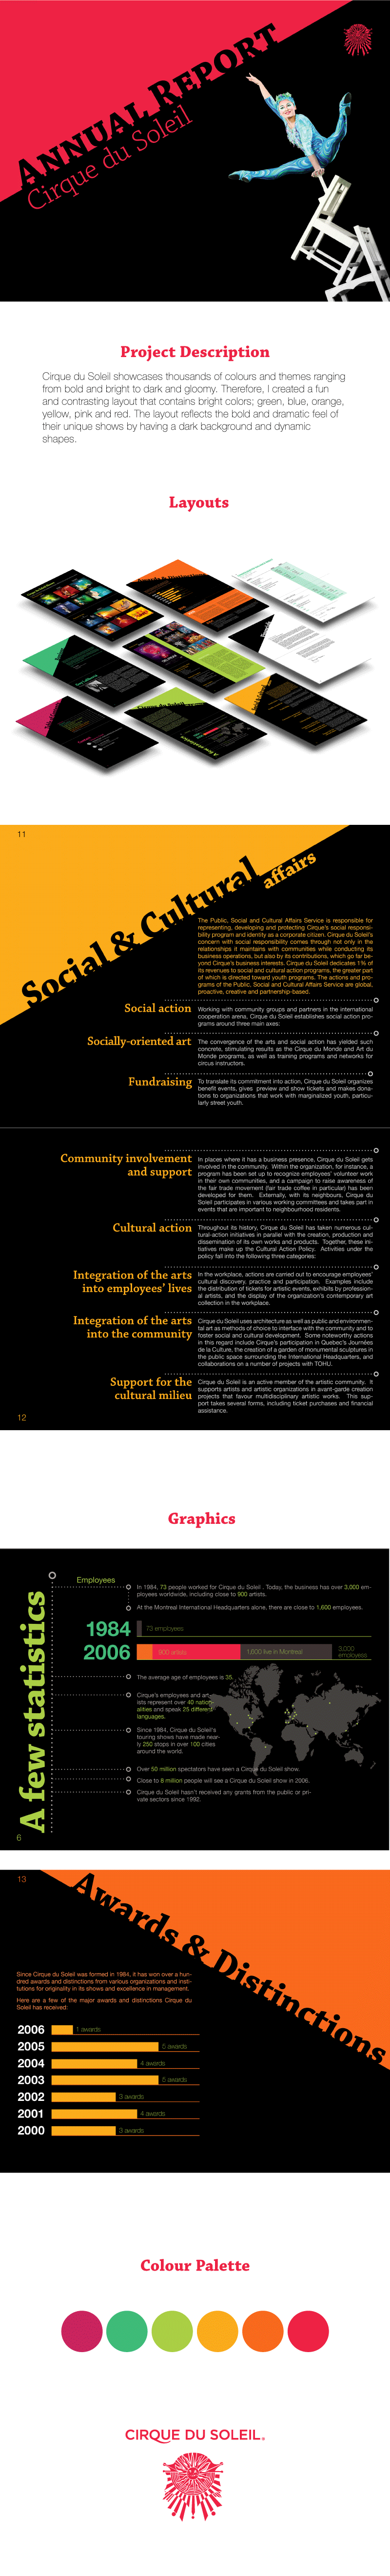 ANNUAL REPORT
Cirque du Soleil
Project Description
Cirque du Soleil showcases thousands of colours and themes ranging
from bold and bright to dark and gloomy. Therefore, I created a fun
and contrasting layout that contains bright colors; green, blue, orange,
yellow, pink and red. The layout reflects the bold and dramatic feel of
their unique shows by having a dark background and dynamic
shapes.
Layouts
11
Social & Cultural
affairs
The Public, Social and Cultural Affairs Service is responsible for
representing, developing and protecting Cirque's social responsi-
bility program and identity as a corporate citizen. Cirque du Soleil's
concern with social responsibility comes through not only in the
relationships it maintains with communities while conducting its
business operations, but also by its contributions, which go far be-
yond Cirque's business interests. Cirque du Soleil dedicates 1% of
its revenues to social and cultural action programs, the greater part
of which is directed toward youth programs. The actions and pro-
grams of the Public, Social and Cultural Affairs Service are global,
proactive, creative and partnership-based.
Social action
Working with community groups and partners in the international
cooperation arena, Cirque du Soleil establishes social action pro-
grams around three main axes:
Socially-oriented art
The convergence of the arts and social action has yielded such
concrete, stimulating results as the Cirque du Monde and Art du
Monde programs, as well as training programs and networks for
circus instructors.
Fundraising
To translate its commitment into action, Cirque du Soleil organizes
benefit events, gives preview and show tickets and makes dona-
tions to organizations that work with marginalized youth, particu-
larly street youth.
Community involvement
and support
In places where it has a business presence, Cirque du Soleil gets
involved in the community. Within the organization, for instance, a
program has been set up to recognize employees' volunteer work
in their own communities, and a campaign to raise awareness of
the fair trade movement (fair trade coffee in particular) has been
developed for them. Externally, with its neighbours, Cirque du
Soleil participates in various working committees and takes part in
events that are important to neighbourhood residents.
Cultural action
Throughout its history, Cirque du Soleil has taken numerous cul-
tural-action initiatives in parallel with the creation, production and
dissemination of its own works and products. Together, these ini-
tiatives make up the Cultural Action Policy. Activities under the
policy fall into the following three categories:
Integration of the arts
into employees' lives
In the workplace, actions are carried out to encourage employees'
cultural discovery, practice and participation. Examples include
the distribution of tickets for artistic events, exhibits by profession-
al artists, and the display of the organization's contemporary art
collection in the workplace.
Integration of the arts
into the community
Cirque du Soleil uses architecture as well as public and environmen-
tal art as methods of choice to interface with the community and to
foster social and cultural development. Some noteworthy actions
in this regard include Cirque's participation in Quebec's Journées
de la Culture, the creation of a garden of monumental sculptures in
the public space surrounding the International Headquarters, and
collaborations on a number of projects with TOHU.
Support for the
cultural milieu
Cirque du Soleil is an active member of the artistic community. It
supports artists and artistic organizations in avant-garde creation
projects that favour multidisciplinary artistic works. This sup-
port takes several forms, including ticket purchases and financial
assistance.
12
Graphics
A few statistics
Employees
In 1984, 73 people worked for Cirque du Soleil . Today, the business has over 3,000 em-
ployees worldwide, including close to 900 artists.
At the Montreal International Headquarters alone, there are close to 1,600 employees.
1984
73 employees
2006
900 artists
1,600 live in Montreal
3,000
employees
The average age of employees is 35.
Cirque's employees and art-
ists represent over 40 nation-
alities and speak 25 different
languages.
Since 1984, Cirque du Soleil's
touring shows have made near-
ly 250 stops in over 100 cities
around the world.
Over 50 million spectators have seen a Cirque du Soleil show.
Close to 8 million people will see a Cirque du Soleil show in 2006.
Cirque du Soleil hasn't received any grants from the public or pri-
vate sectors since 1992.
6
13
Awards & Distinctions
Since Cirque du Soleil was formed in 1984, it has won over a hun-
dred awards and distinctions from various organizations and insti-
tutions for originality in its shows and excellence in management.
Here are a few of the major awards and distinctions Cirque du
Soleil has received:
2006
1 awards
2005
5 awards
2004
4 awards
2003
5 awards
2002
3 awards
2001
4 awards
2000
3 awards
Colour Palette
CIRQUE DU SOLEIL®